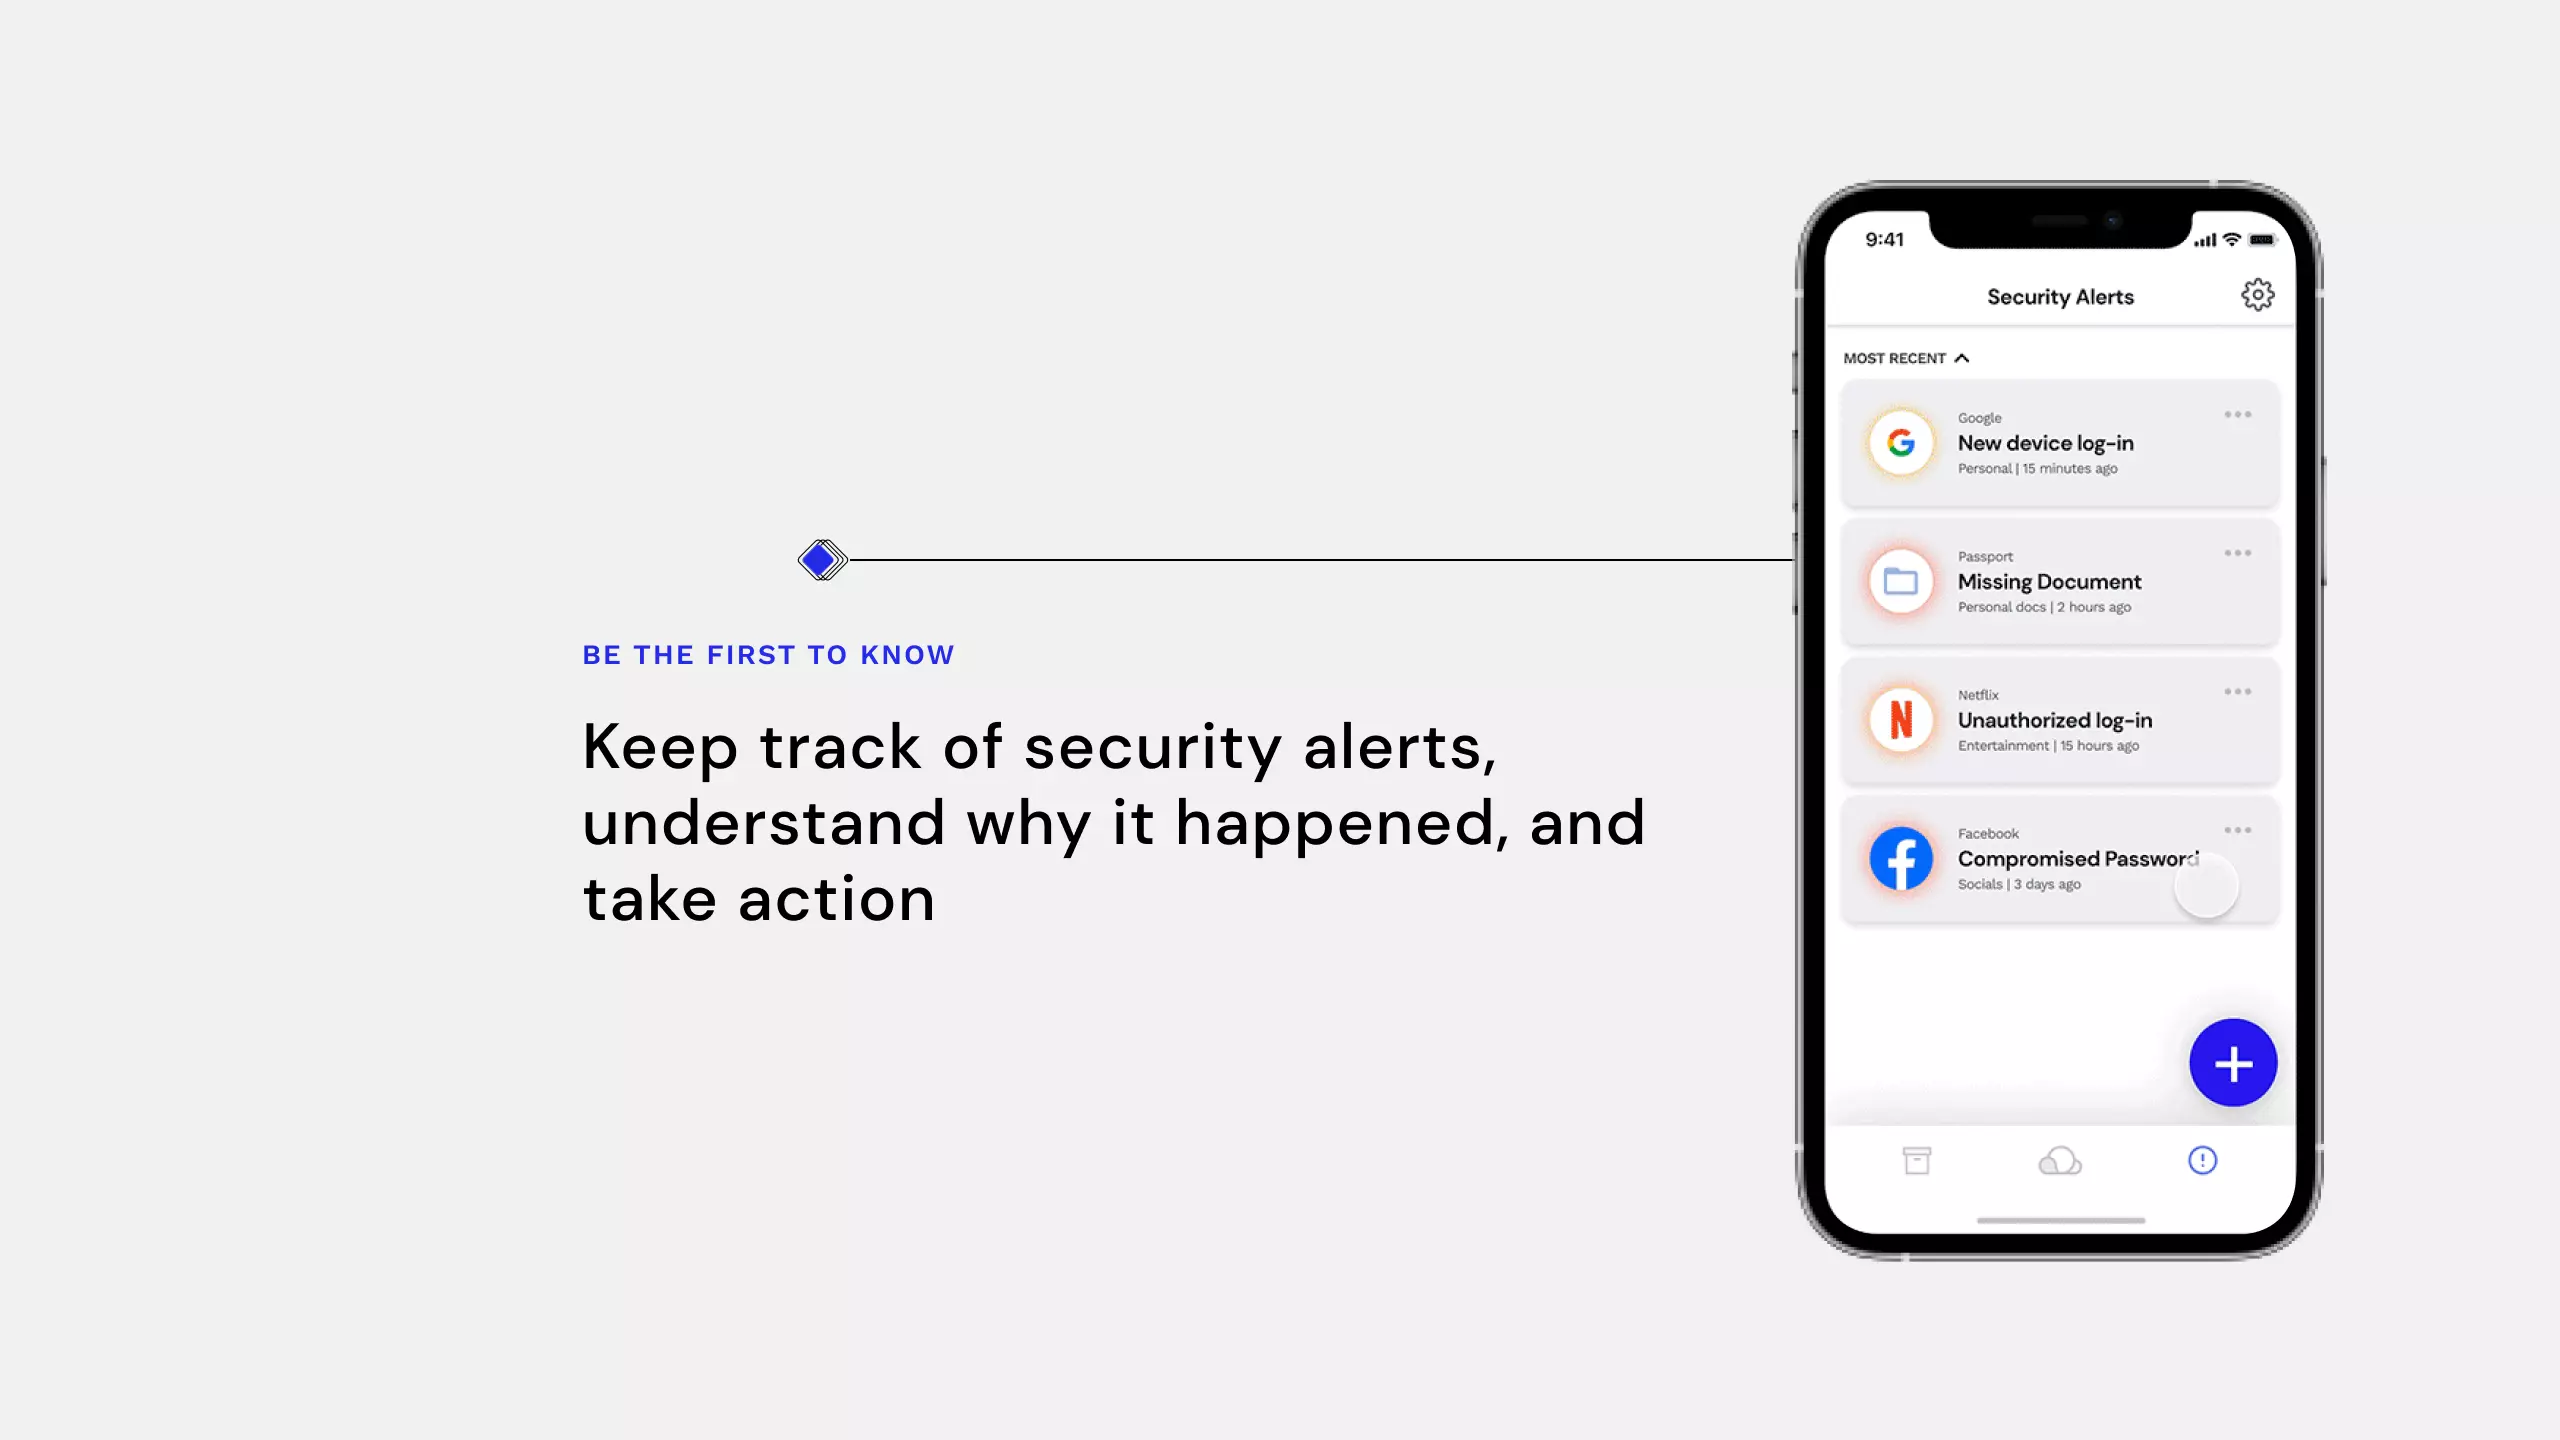 BE THE FIRST TO KNOW
Keep track of security alerts,
understand why it happened, and
take action
9:41
Security Alerts
MOST RECENT
Google
New device log-in
Personal | 15 minutes ago
Passport
Missing Document
Personal docs | 2 hours ago
Netflix
Unauthorized log-in
Entertainment | 15 hours ago
Facebook
Compromised Password
Socials | 3 days ago